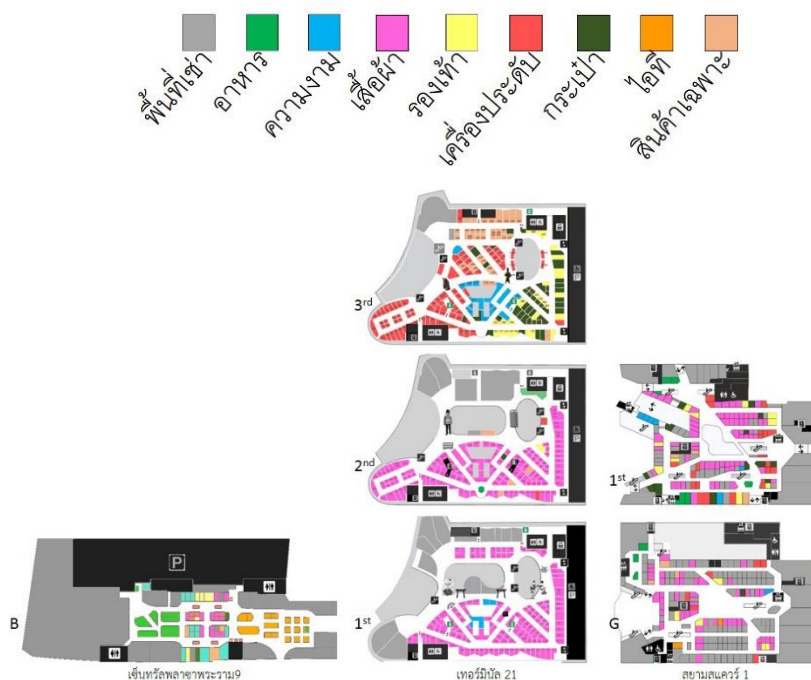 พื้นที่เช่า
อาหาร
ความงาม
เสื้อผ้า
รองเท้า
เครื่องประดับ
กระเป๋า
ไอที
สินค้าเฉพาะ
3rd
2nd
1st
1st
B
P
1st
G
เซ็นทรัลพลาซาพระราม9
เทอร์มินัล 21
สยามสแควร์ 1